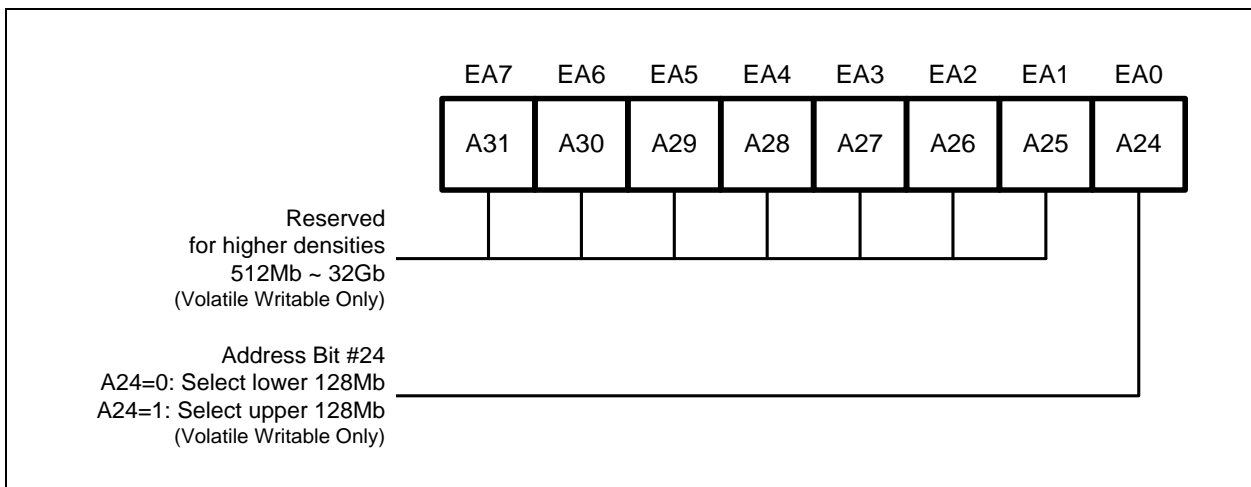 EA7 EA6 EA5 EA4 EA3 EA2 EA1 EA0
A31 A30 A29 A28 A27 A26 A25 A24
Reserved
for higher densities
512Mb ~ 32Gb
(Volatile Writable Only)
Address Bit #24
A24=0: Select lower 128Mb
A24=1: Select upper 128Mb
(Volatile Writable Only)